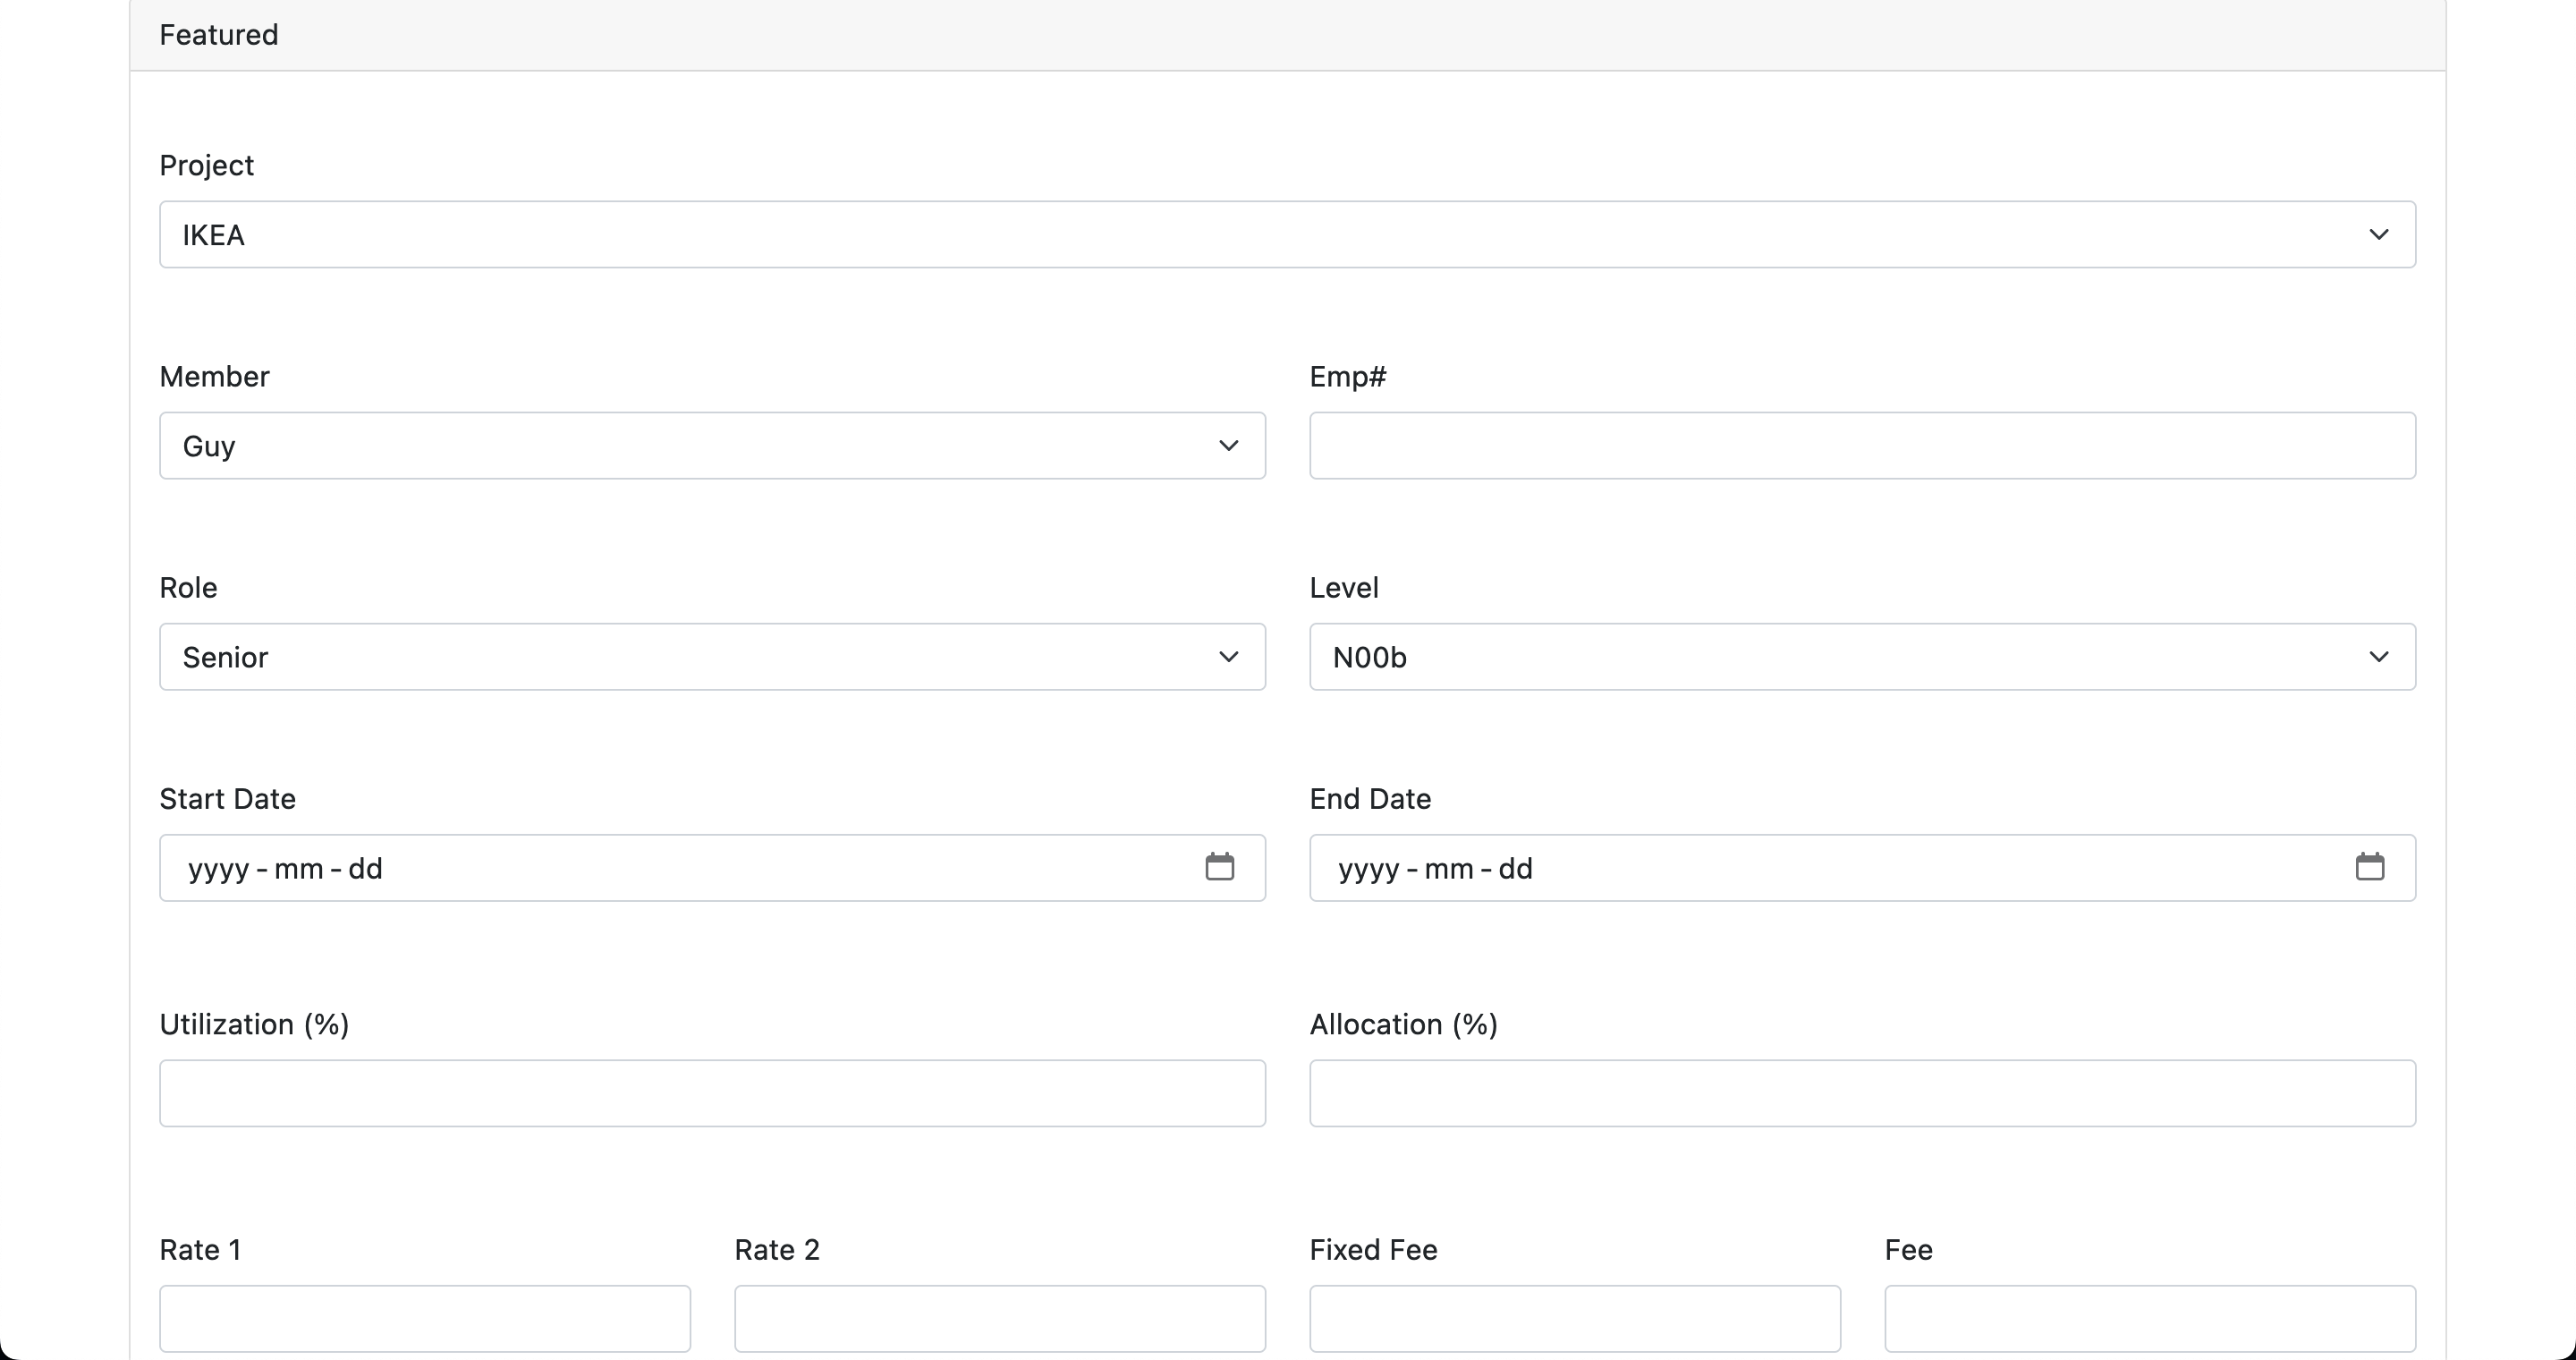 Featured
Project
IKEA
Member
Emp#
Guy
Role
Level
Senior
N00b
Start Date
End Date
yyyy-mm-dd
yyyy-mm-dd
Utilization (%)
Allocation (%)
Rate 1
Rate 2
Fixed Fee
Fee